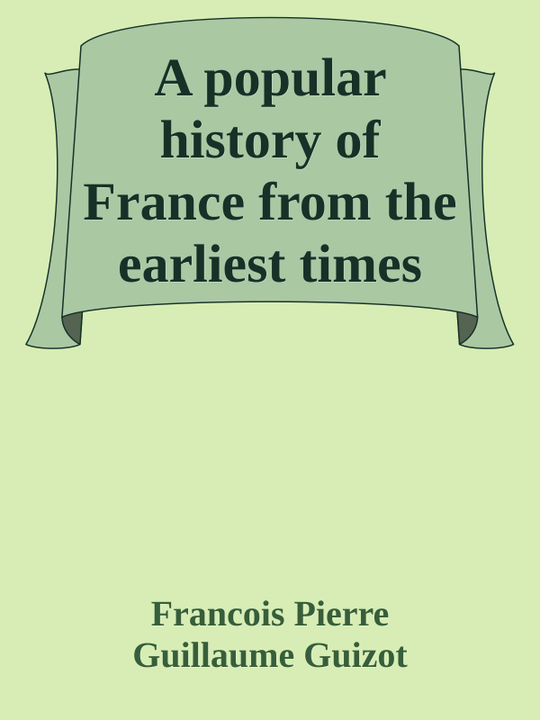 A popular
history of
France from the
earliest times
Francois Pierre
Guillaume Guizot